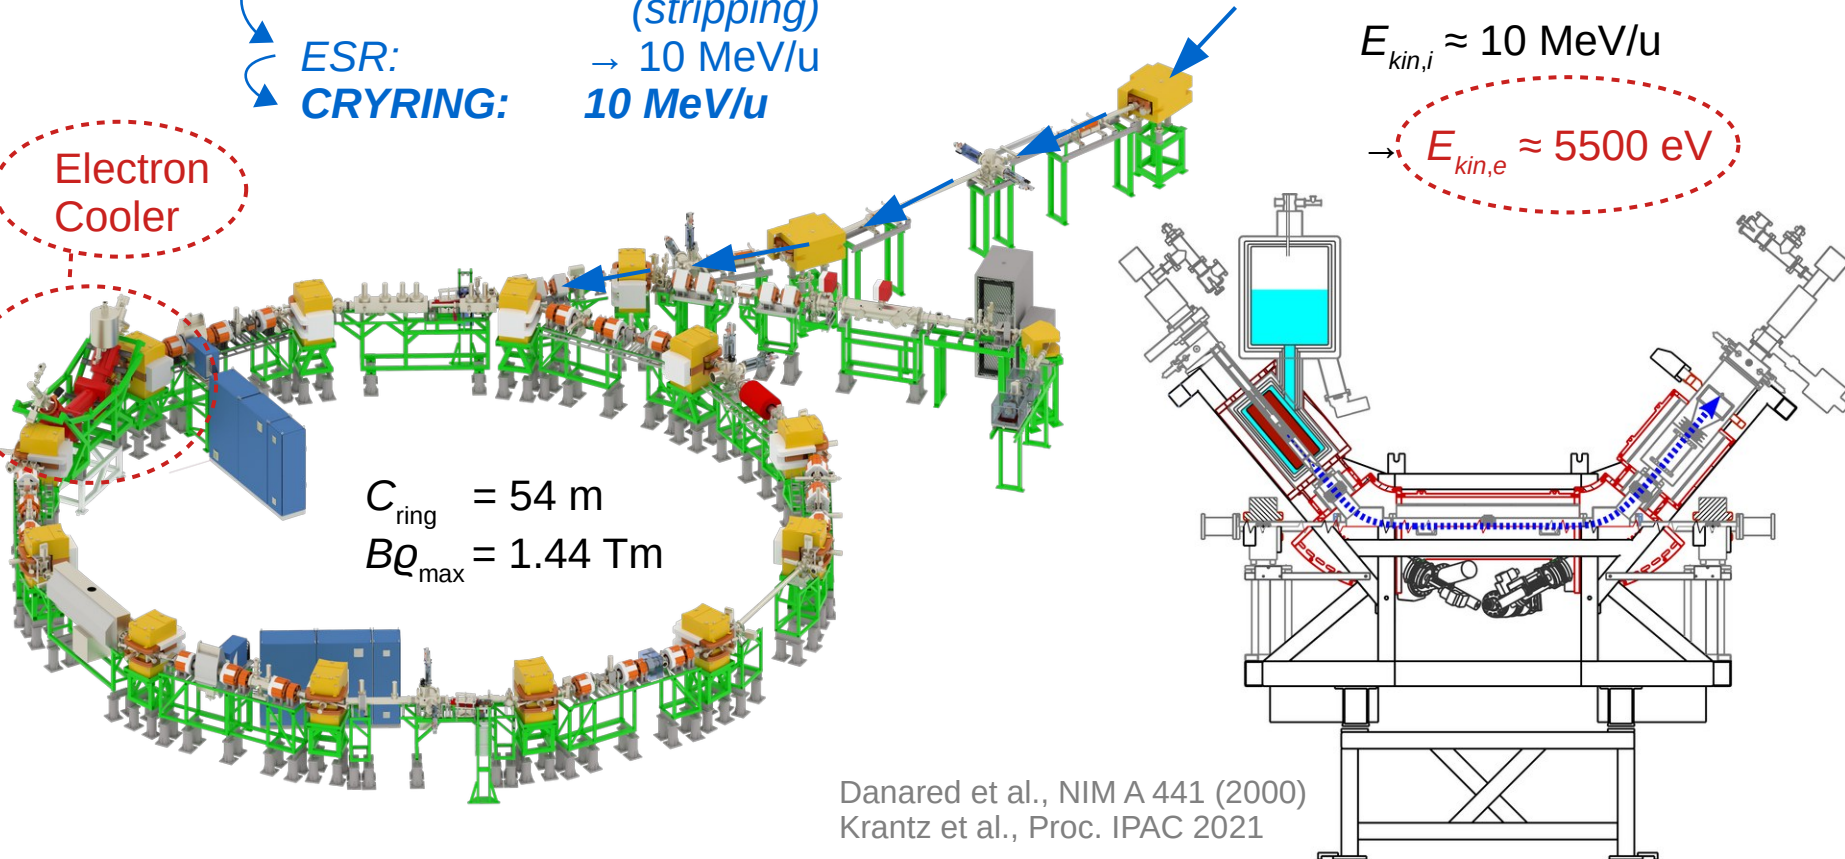 (stripping)
ESR: → 10 MeV/u
CRYRING: 10 MeV/u
E_kin,i ≈ 10 MeV/u
→ E_kin,e ≈ 5500 eV
Electron
Cooler
C_ring = 54 m
Bϱ_max = 1.44 Tm
Danared et al., NIM A 441 (2000)
Krantz et al., Proc. IPAC 2021